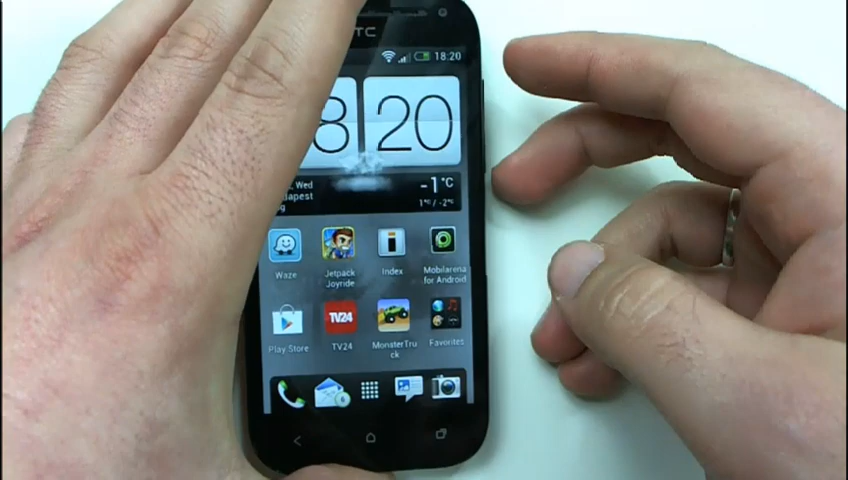 TC
18:20
8 20
Wed
-1°C
dapest
1°C / -2°C
Waze
Jetpack
Joyride
Index
Mobilarena
for Android
TV24
Play Store
TV24
MonsterTru
ck
Favorites